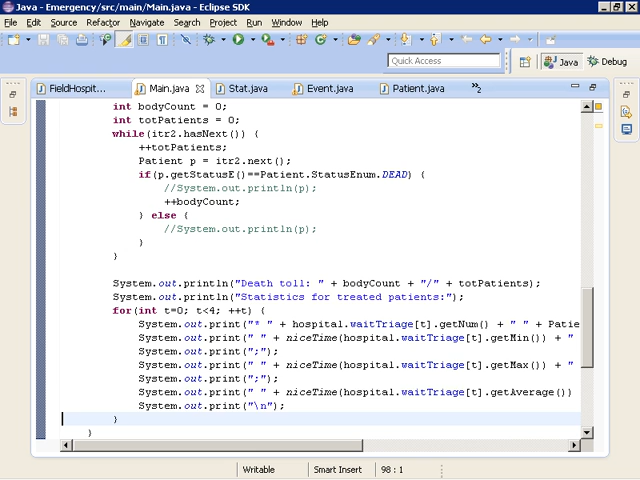 Java - Emergency/src/main/Main.java - Eclipse SDK
File Edit Source Refactor Navigate Search Project Run Window Help
Quick Access Java Debug
FieldHospit... Main.java Stat.java Event.java Patient.java »2
int bodyCount = 0;
int totPatients = 0;
while(itr2.hasNext()) {
++totPatients;
Patient p = itr2.next();
if(p.getStatusE()==Patient.StatusEnum.DEAD) {
//System.out.println(p);
++bodyCount;
} else {
//System.out.println(p);
}
}
System.out.println("Death toll: " + bodyCount + "/" + totPatients);
System.out.println("Statistics for treated patients:");
for(int t=0; t<4; ++t) {
System.out.print("* " + hospital.waitTriage[t].getNum() + " " + Patie
System.out.print(" " + niceTime(hospital.waitTriage[t].getMin()) + "
System.out.print(";");
System.out.print(" " + niceTime(hospital.waitTriage[t].getMax()) + "
System.out.print(";");
System.out.print(" " + niceTime(hospital.waitTriage[t].getAverage())
System.out.print("\n");
}
}
Writable Smart Insert 98 : 1